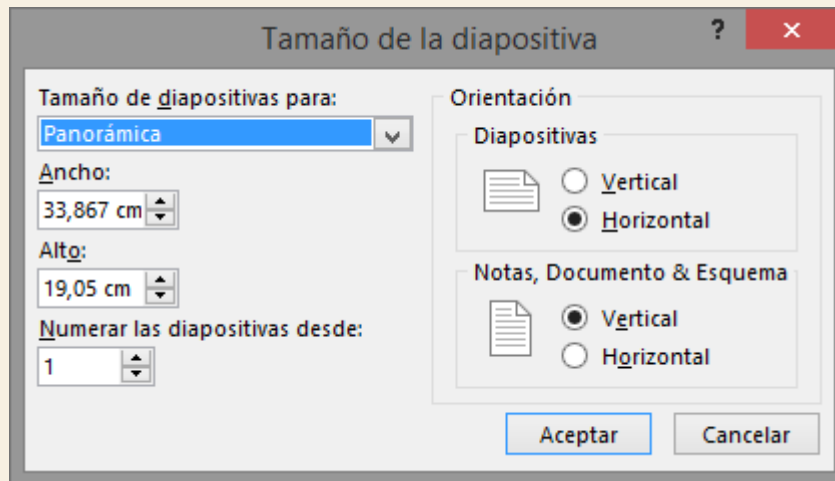 Tamaño de la diapositiva
?
Tamaño de diapositivas para:
Panorámica
Ancho:
33,867 cm
Alto:
19,05 cm
Numerar las diapositivas desde:
1
Orientación
Diapositivas
Vertical
Horizontal
Notas, Documento & Esquema
Vertical
Horizontal
Aceptar
Cancelar